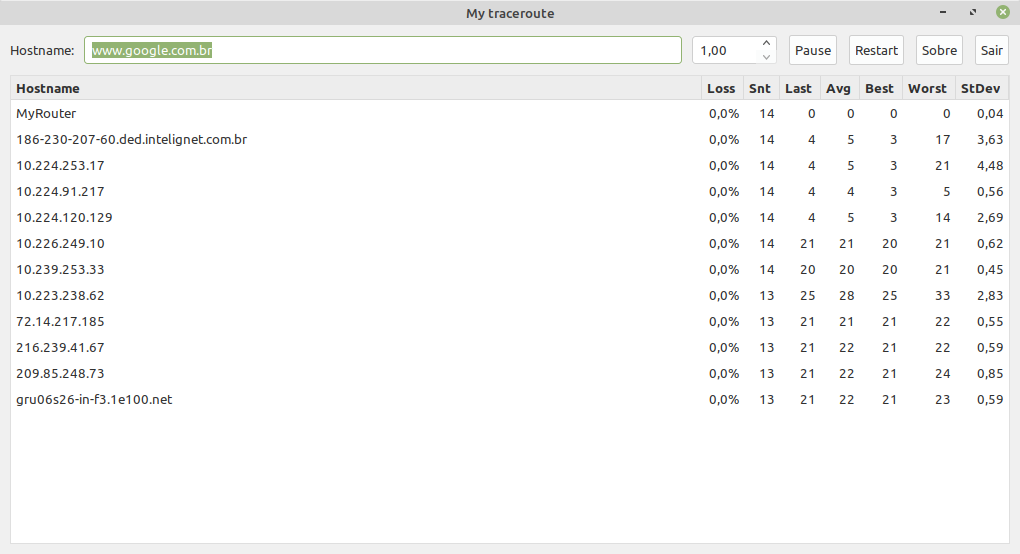 My traceroute
Hostname: www.google.com.br 1,00 Pause Restart Sobre Sair
Hostname Loss Snt Last Avg Best Worst StDev
MyRouter 0,0% 14 0 0 0 0 0,04
186-230-207-60.ded.intelignet.com.br 0,0% 14 4 5 3 17 3,63
10.224.253.17 0,0% 14 4 5 3 21 4,48
10.224.91.217 0,0% 14 4 4 3 5 0,56
10.224.120.129 0,0% 14 4 5 3 14 2,69
10.226.249.10 0,0% 14 21 21 20 21 0,62
10.239.253.33 0,0% 14 20 20 20 21 0,45
10.223.238.62 0,0% 13 25 28 25 33 2,83
72.14.217.185 0,0% 13 21 21 21 22 0,55
216.239.41.67 0,0% 13 21 22 21 22 0,59
209.85.248.73 0,0% 13 21 22 21 24 0,85
gru06s26-in-f3.1e100.net 0,0% 13 21 22 21 23 0,59